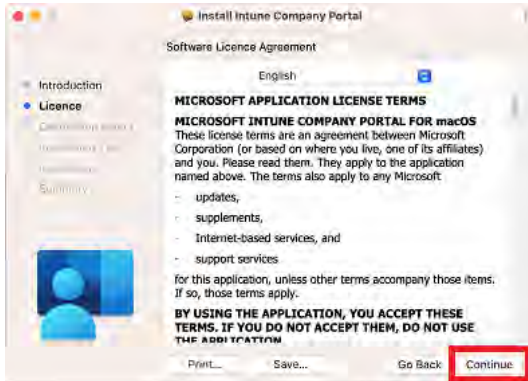 Install Intune Company Portal
Software Licence Agreement
English
Introduction
Licence
Summary
MICROSOFT APPLICATION LICENSE TERMS
MICROSOFT INTUNE COMPANY PORTAL FOR macOS
These license terms are an agreement between Microsoft
Corporation (or based on where you live, one of its affiliates)
and you. Please read them. They apply to the application
named above. The terms also apply to any Microsoft
- updates,
- supplements,
- Internet-based services, and
- support services
for this application, unless other terms accompany those items.
If so, those terms apply.
BY USING THE APPLICATION, YOU ACCEPT THESE
TERMS. IF YOU DO NOT ACCEPT THEM, DO NOT USE
THE APPLICATION
Print...
Save...
Go Back
Continue